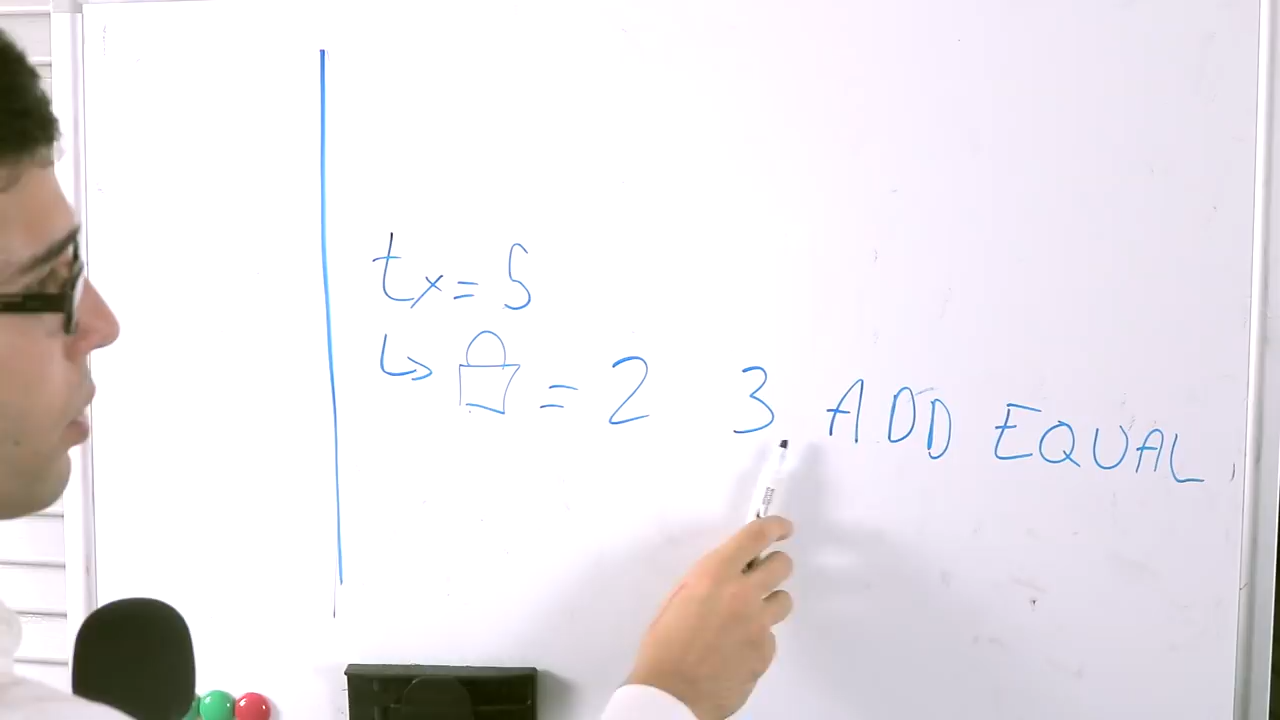 tx = 5
↳ = 2 3 ADD EQUAL